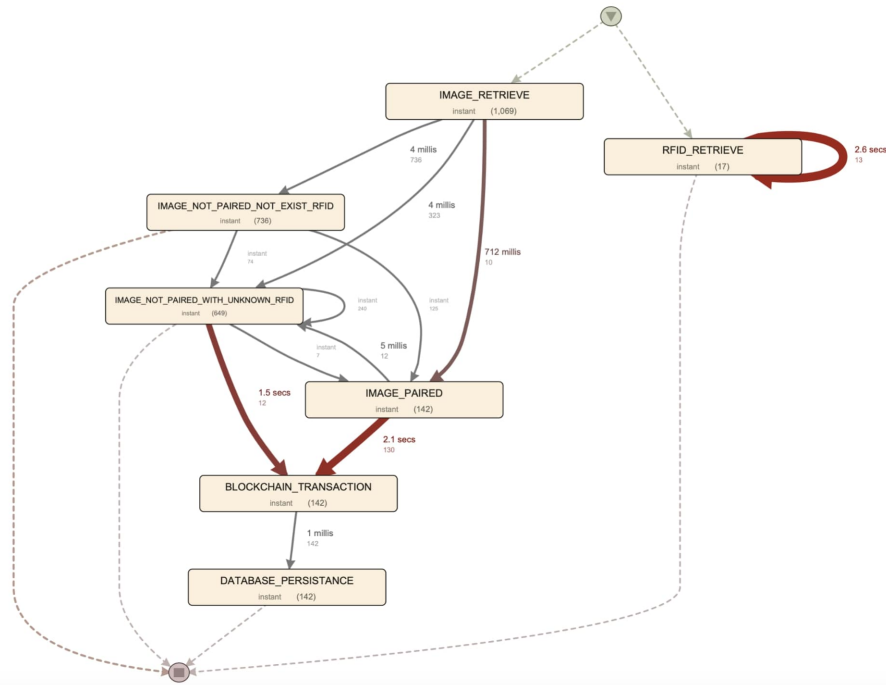 IMAGE_RETRIEVE
instant (1,069)
RFID_RETRIEVE
instant (17)
2.6 secs
13
4 millis
736
IMAGE_NOT_PAIRED_NOT_EXIST_RFID
instant (736)
4 millis
323
712 millis
10
instant
74
IMAGE_NOT_PAIRED_WITH_UNKNOWN_RFID
instant (649)
instant
240
instant
instant
7
5 millis
12
IMAGE_PAIRED
instant (142)
1.5 secs
12
2.1 secs
130
BLOCKCHAIN_TRANSACTION
instant (142)
1 millis
142
DATABASE_PERSISTANCE
instant (142)